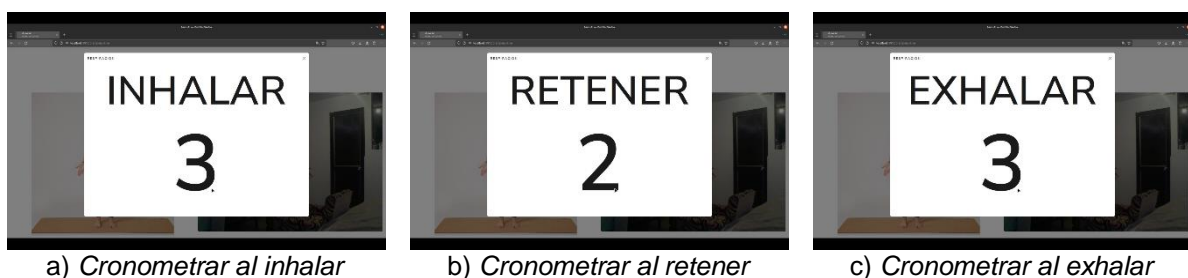 INHALAR
3
a) Cronometrar al inhalar
RETENER
2
b) Cronometrar al retener
EXHALAR
3
c) Cronometrar al exhalar